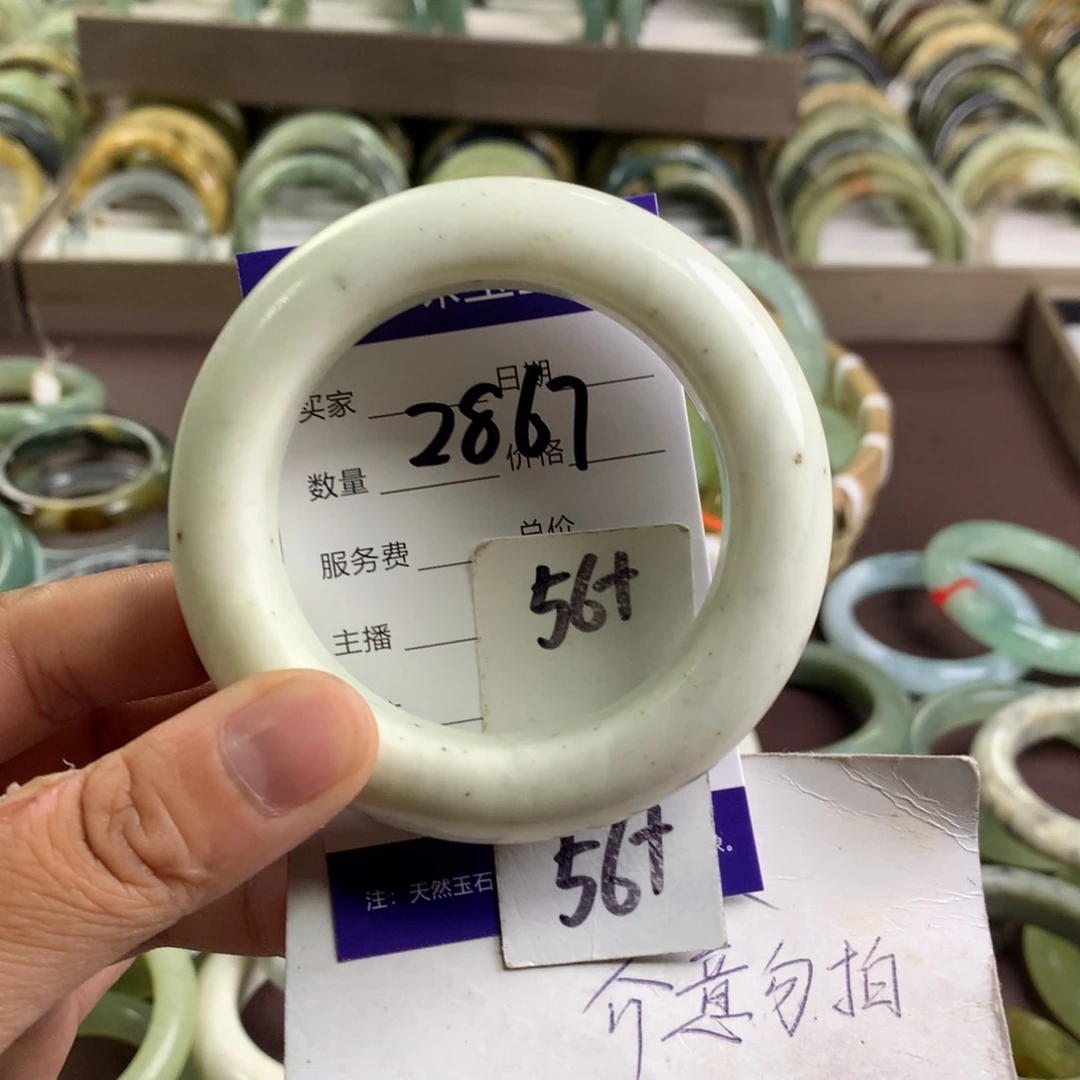 买家 日期
2867
数量 价格
服务费 总价
主播
56+
56+
注：天然玉石
介意勿拍